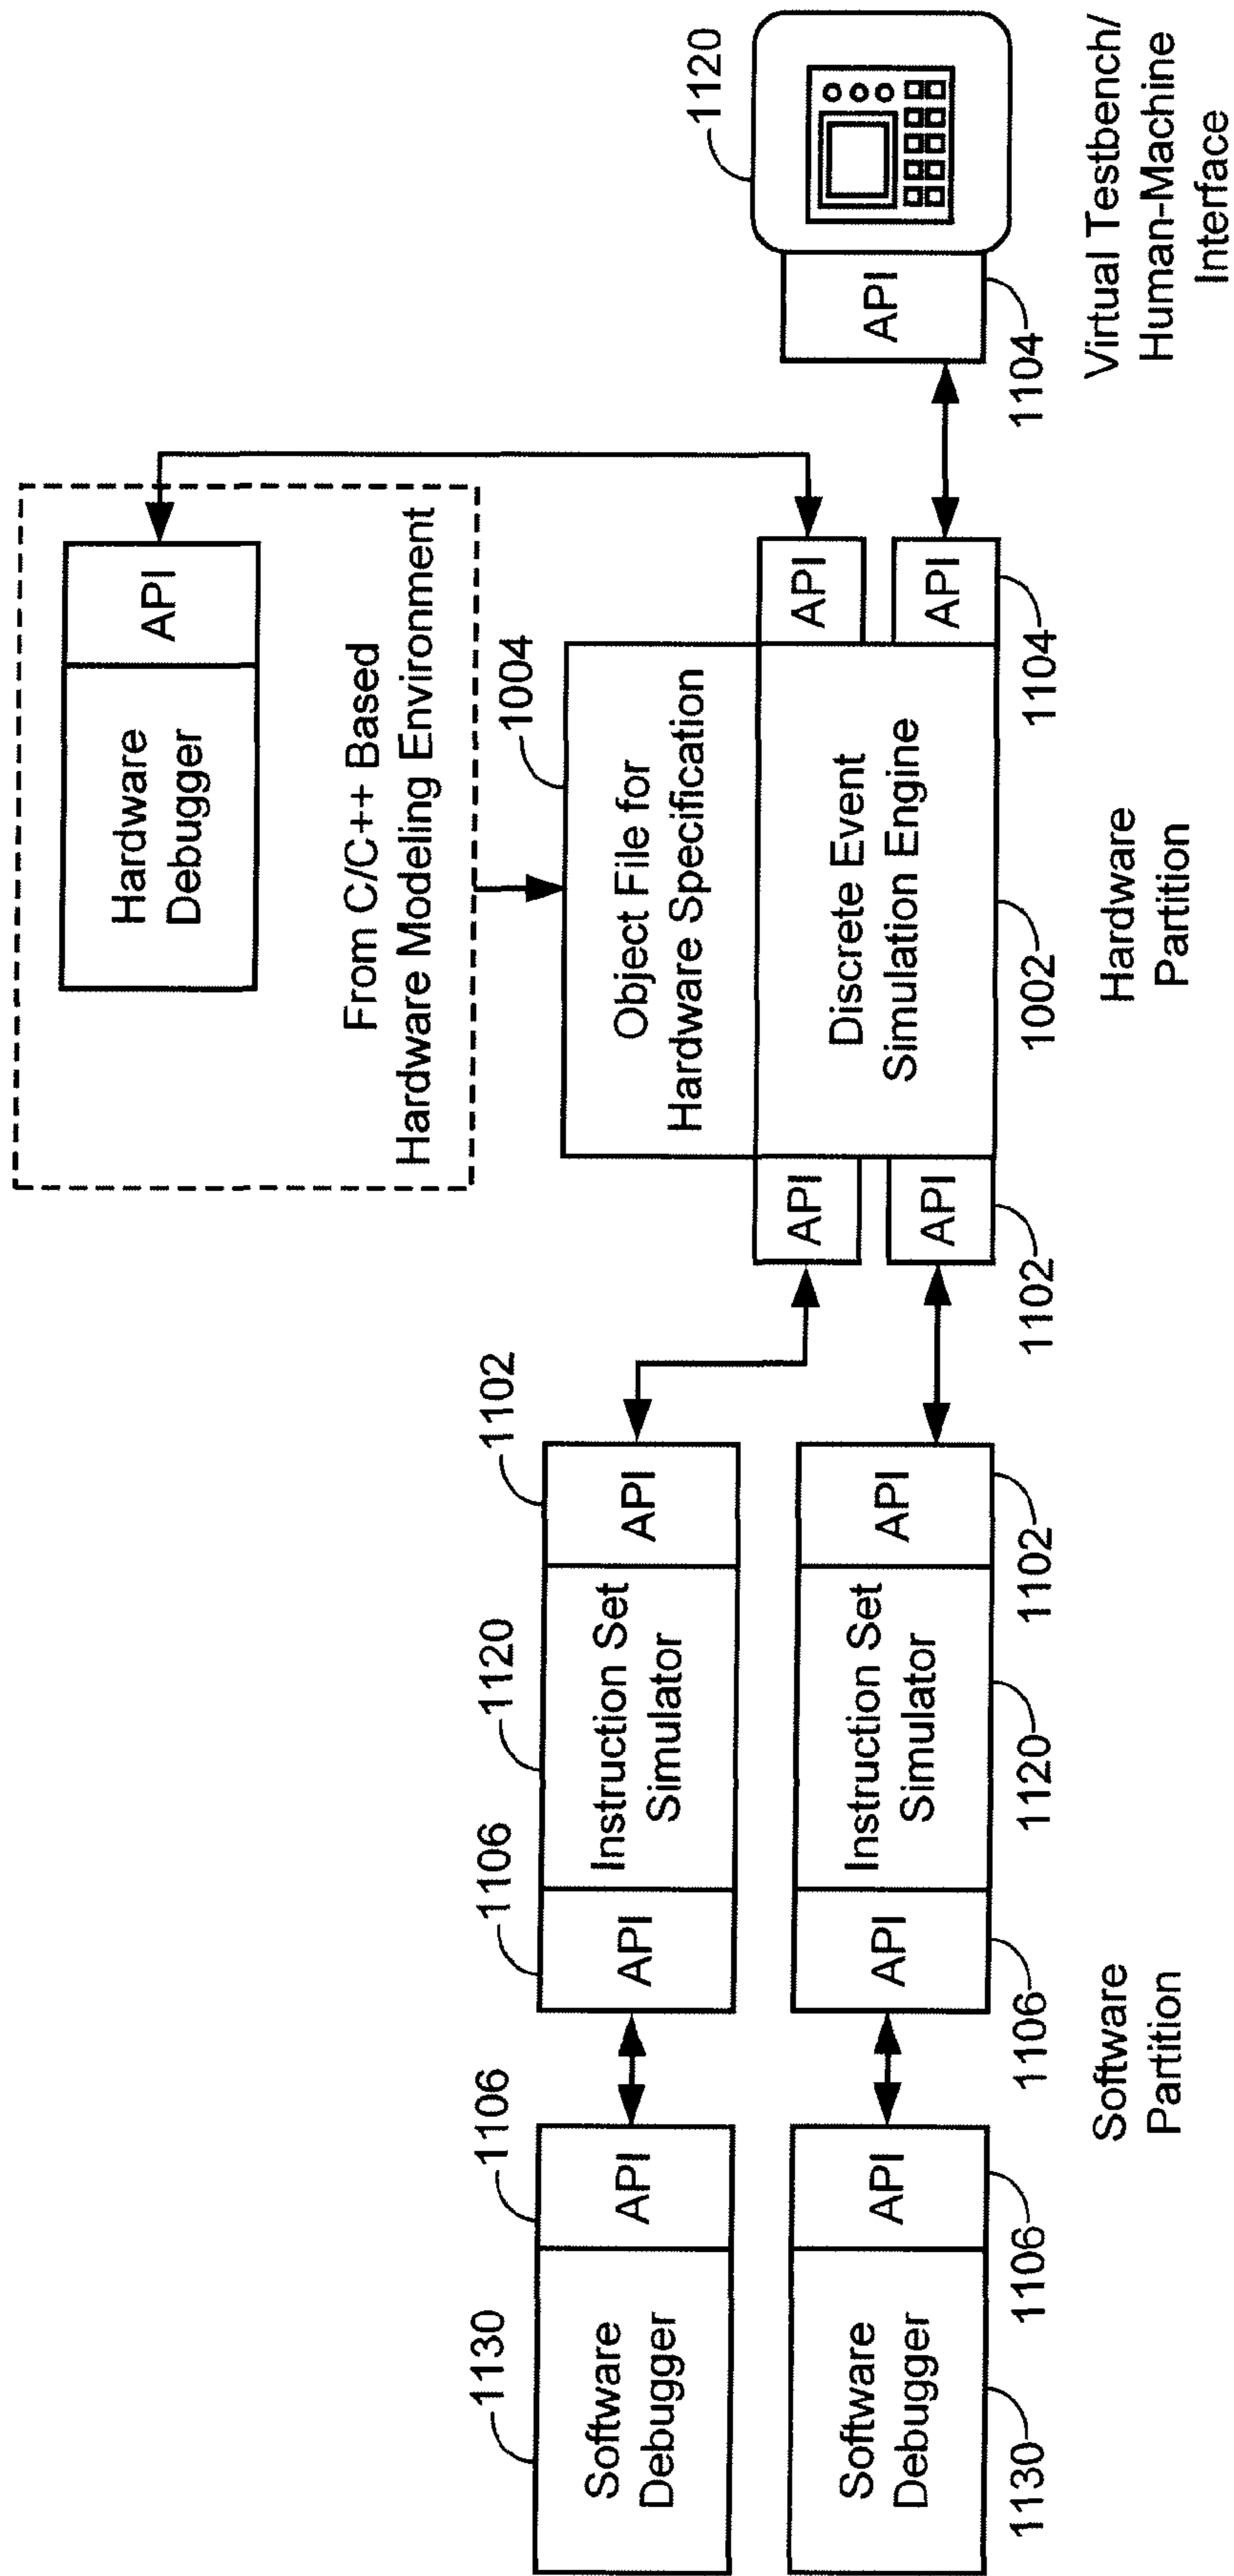 Hardware
Debugger
API
From C/C++ Based
Hardware Modeling Environment
1004
Object File for
Hardware Specification
Discrete Event
Simulation Engine
API
API
API
API
1102
1002
1104
1130
Software
Debugger
1106
API
1106
API
1120
Instruction Set
Simulator
1102
API
Software
Debugger
1130
API
1106
API
1106
Instruction Set
Simulator
1120
API
1102
API
1104
1120
Software
Partition
Hardware
Partition
Virtual Testbench/
Human-Machine
Interface